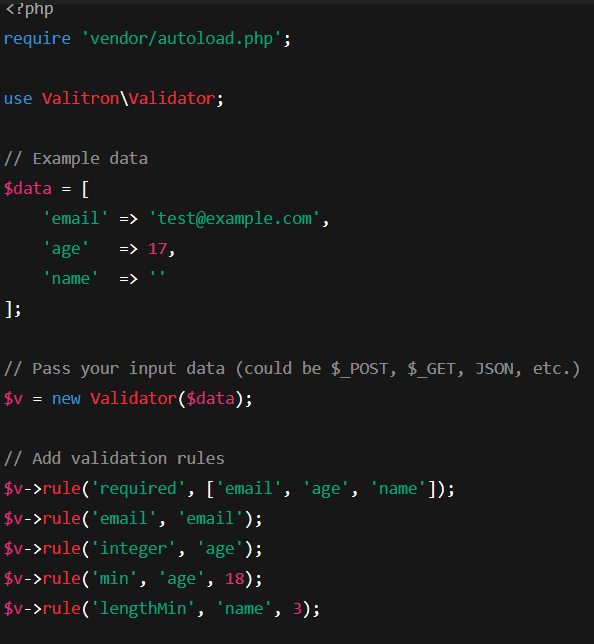 <?php
require 'vendor/autoload.php';
use Valitron\Validator;
// Example data
$data = [
    'email' => 'test@example.com',
    'age'   => 17,
    'name'  => ''
];
// Pass your input data (could be $_POST, $_GET, JSON, etc.)
$v = new Validator($data);
// Add validation rules
$v->rule('required', ['email', 'age', 'name']);
$v->rule('email', 'email');
$v->rule('integer', 'age');
$v->rule('min', 'age', 18);
$v->rule('lengthMin', 'name', 3);